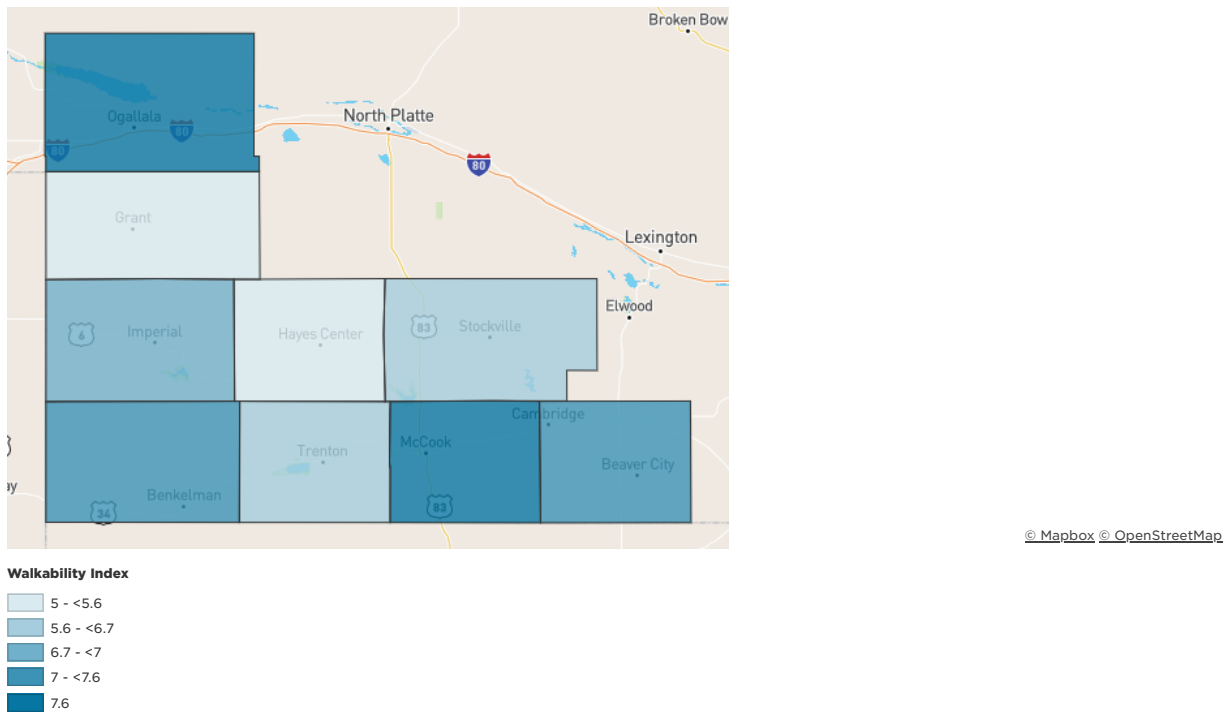 Broken Bow
Ogallala
80
80
North Platte
80
Grant
Lexington
6
Imperial
Hayes Center
83
Stockville
Elwood
Cambridge
McCook
Trenton
Beaver City
ay
Benkelman
34
83
© Mapbox © OpenStreetMap
Walkability Index
5 - <5.6
5.6 - <6.7
6.7 - <7
7 - <7.6
7.6